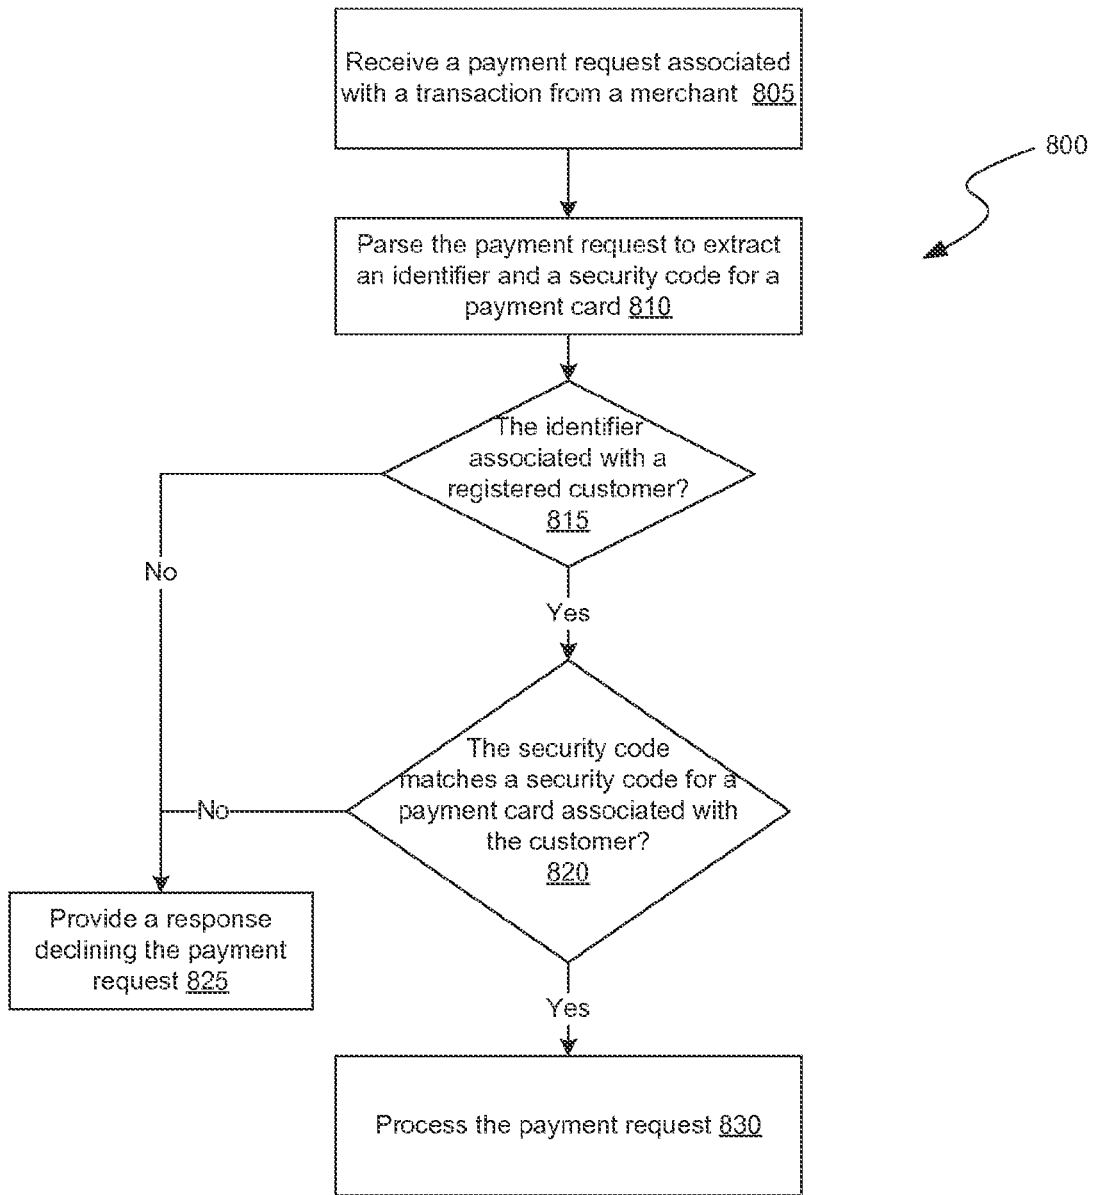 Receive a payment request associated
with a transaction from a merchant 805
800
Parse the payment request to extract
an identifier and a security code for a
payment card 810
The identifier
associated with a
registered customer?
815
No
Yes
The security code
matches a security code for a
payment card associated with
the customer?
820
No
Provide a response
declining the payment
request 825
Yes
Process the payment request 830